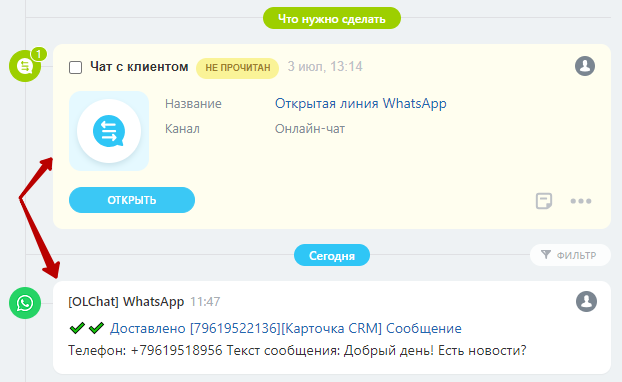 Что нужно сделать
1
Чат с клиентом НЕ ПРОЧИТАН 3 июл, 13:14
Название Открытая линия WhatsApp
Канал Онлайн-чат
ОТКРЫТЬ
Сегодня ФИЛЬТР
[OLChat] WhatsApp 11:47
Доставлено [79619522136][Карточка CRM] Сообщение
Телефон: +79619518956 Текст сообщения: Добрый день! Есть новости?